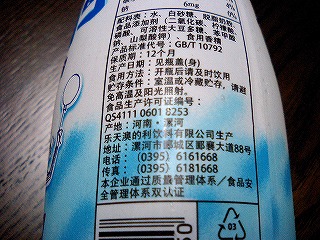 6mg
配料表：水、白砂糖、脱脂奶粉、
食品添加剂（二氧化碳、柠檬酸、
磷酸、可溶性大豆多糖、苯甲酸
钠、山梨酸钾）、食用香精
产品标准代号：GB/T 10792
保质期：12个月
生产日期：见瓶盖（身）
食用方法：开瓶后请及时饮用
贮存条件：室温或冷藏贮存，请避
免高温及阳光照射。
食品生产许可证编号：
QS4111 0601 8253
产地：河南·漯河
乐天澳的利饮料有限公司生产
地址：漯河市郾城区郾襄大道88号
电话：（0395）6161668
传真：（0395）6181668
本企业通过质量管理体系／食品安
全管理体系双认证
03